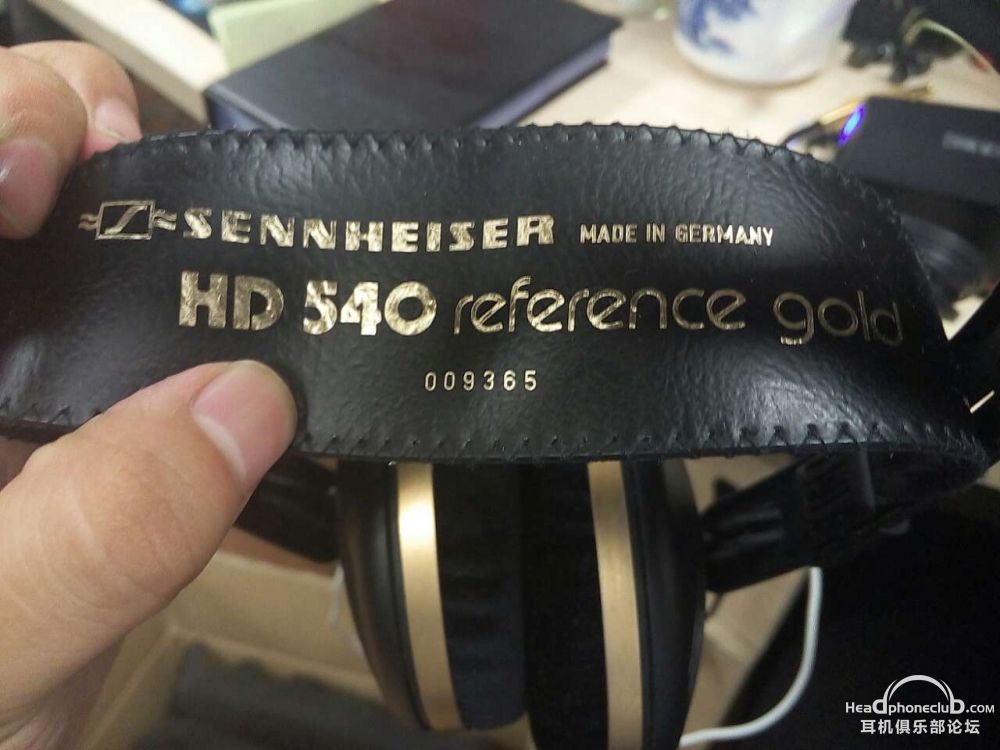 SENNHEISER MADE IN GERMANY
HD 540 reference gold
009365
Headphoneclub.com
耳机俱乐部论坛